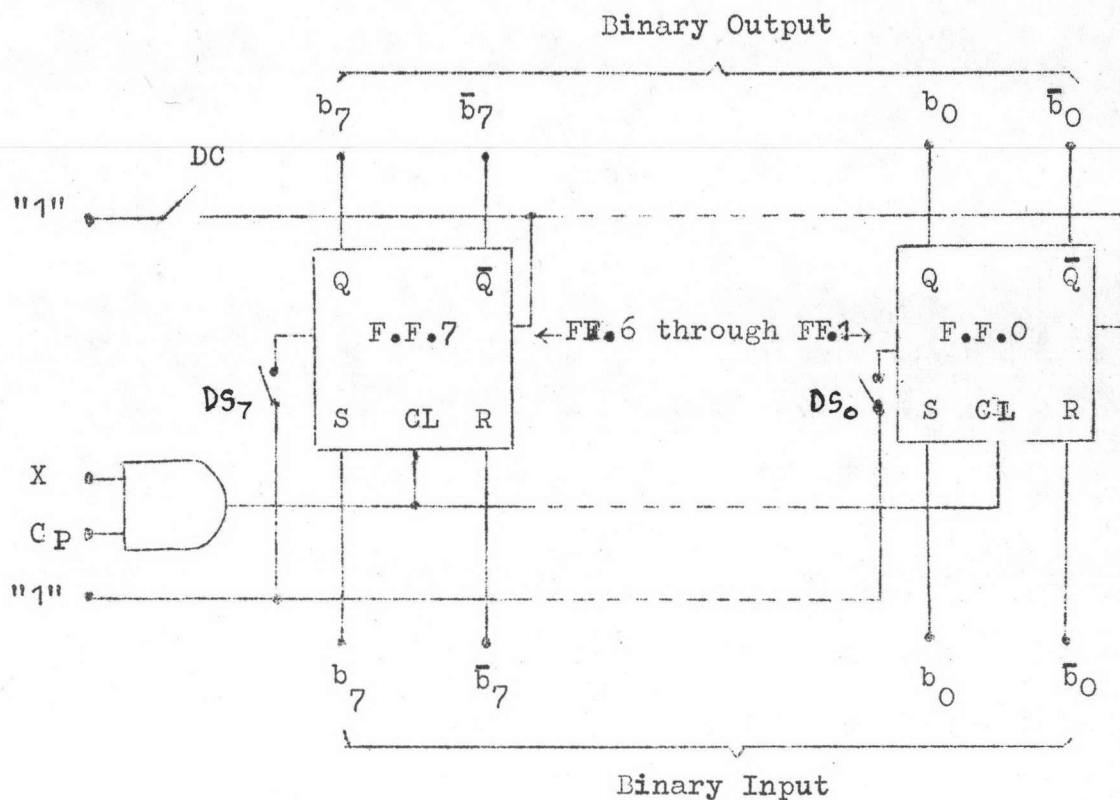 Binary Output
b7 b̄7 b0 b̄0
DC
"1"
Q Q̄ Q Q̄
F.F.7 FF.6 through FF.1 F.F.0
DS7 DS0
S CL R S CL R
X
Cp
"1"
b7 b̄7 b0 b̄0
Binary Input